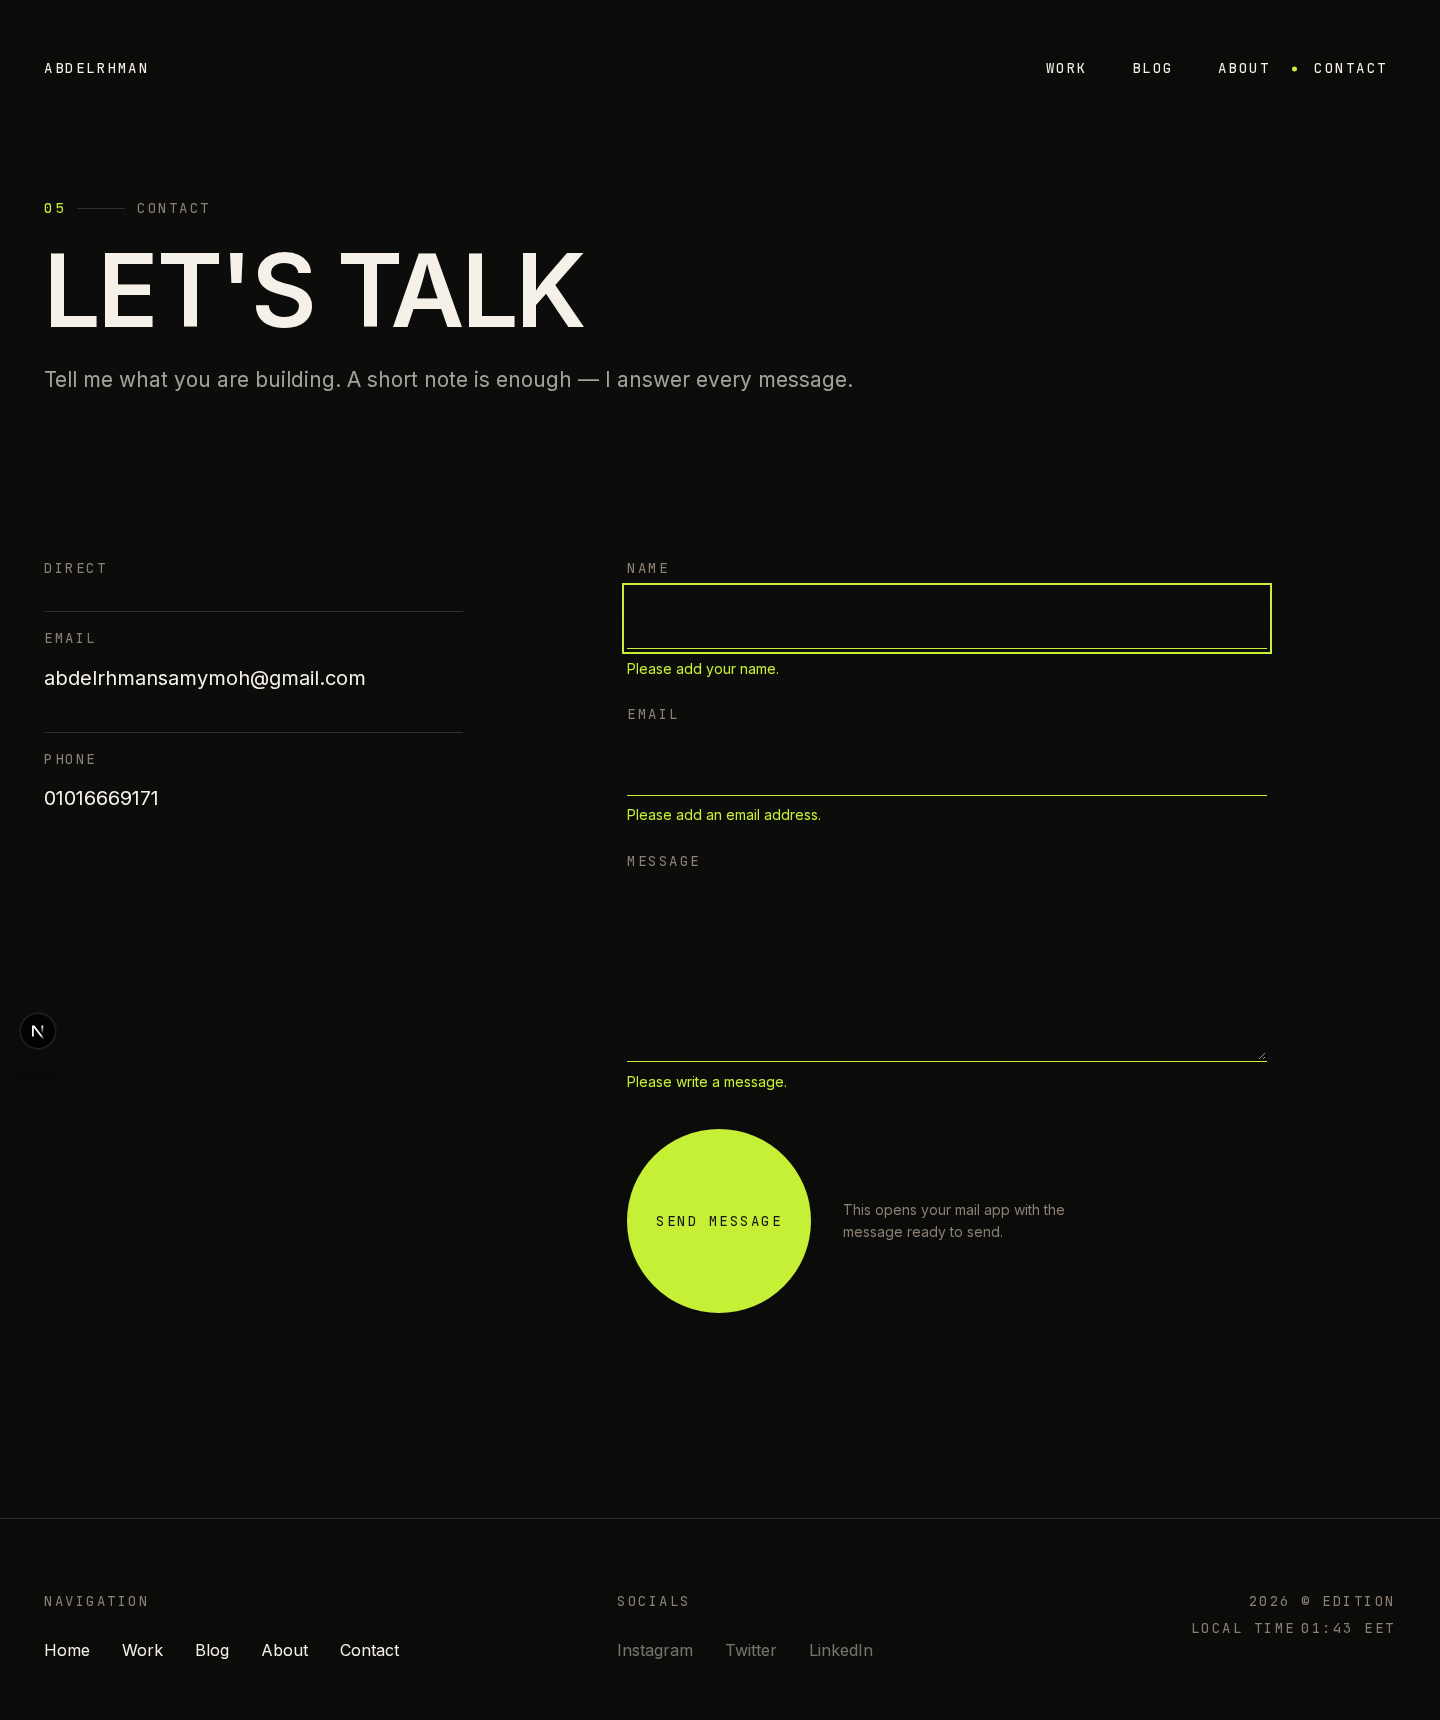 ABDELRHMAN
WORK BLOG ABOUT CONTACT
05 CONTACT
LET'S TALK
Tell me what you are building. A short note is enough — I answer every message.
DIRECT
EMAIL
abdelrhmansamymoh@gmail.com
PHONE
01016669171
NAME
Please add your name.
EMAIL
Please add an email address.
MESSAGE
Please write a message.
SEND MESSAGE
This opens your mail app with the
message ready to send.
N
NAVIGATION
Home Work Blog About Contact
SOCIALS
Instagram Twitter LinkedIn
2026 © EDITION
LOCAL TIME 01:43 EET